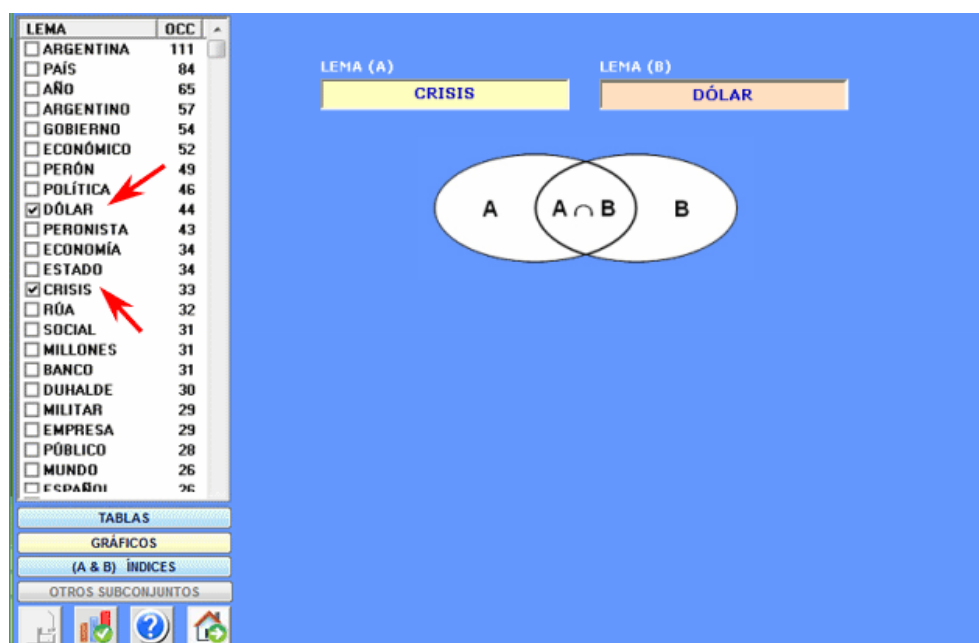 LEMA OCC
ARGENTINA 111
PAÍS 84
AÑO 65
ARGENTINO 57
GOBIERNO 54
ECONÓMICO 52
PERÓN 49
POLÍTICA 46
DÓLAR 44
PERONISTA 43
ECONOMÍA 34
ESTADO 34
CRISIS 33
RÚA 32
SOCIAL 31
MILLONES 31
BANCO 31
DUHALDE 30
MILITAR 29
EMPRESA 29
PÚBLICO 28
MUNDO 26
ESPAÑOL 26
TABLAS
GRÁFICOS
(A & B) ÍNDICES
OTROS SUBCONJUNTOS
LEMA (A) LEMA (B)
CRISIS DÓLAR
A A ∩ B B